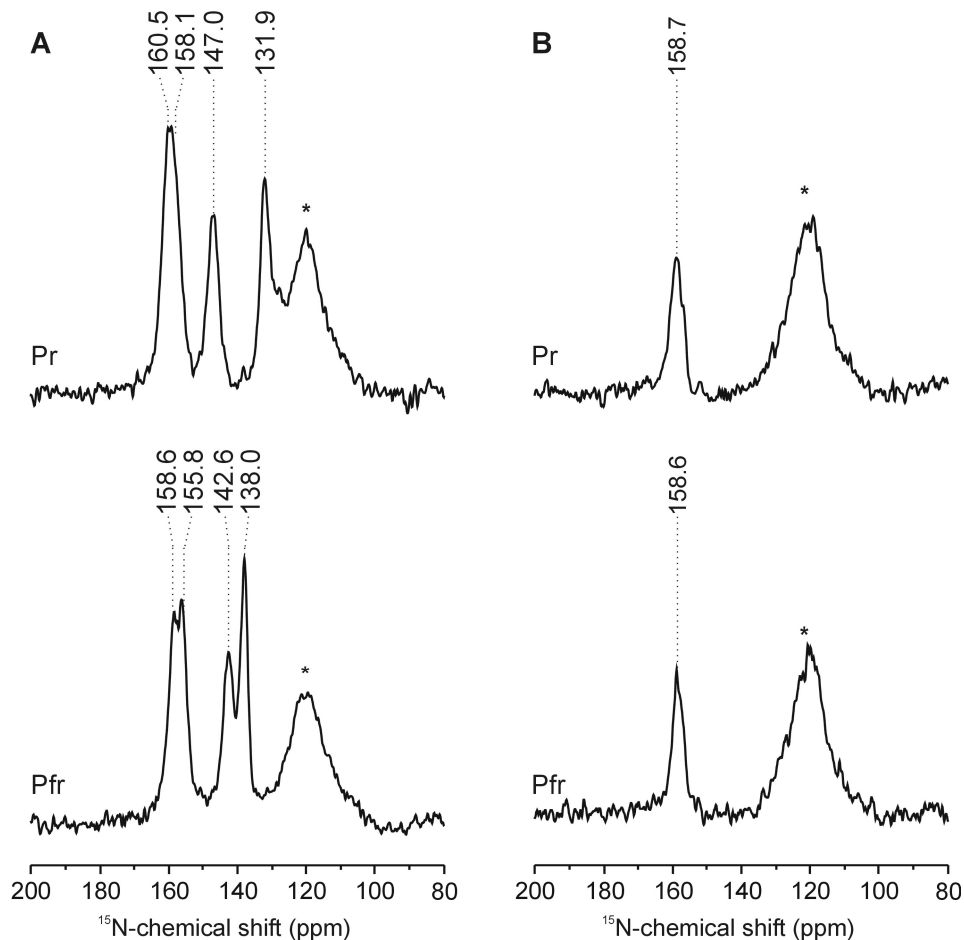 A
160.5
158.1
147.0
131.9
*
Pr
B
158.7
*
Pr
158.6
155.8
142.6
138.0
*
Pfr
158.6
*
Pfr
200 160 140 120 100 80
¹⁵N-chemical shift (ppm)
200 180 160 140 120 100 80
¹⁵N-chemical shift (ppm)